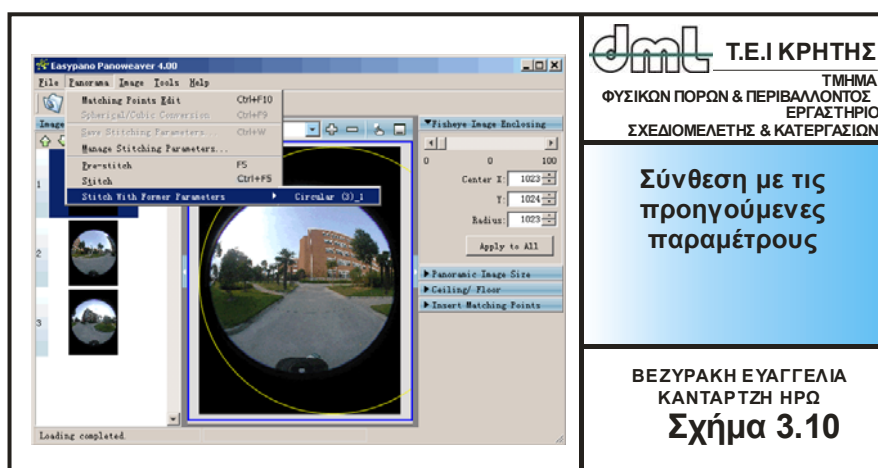 Easypano Panoweaver 4.00
File Panorama Image Tools Help
Matching Points Edit Ctrl+F10
Spherical/Cubic Conversion Ctrl+F9
Save Stitching Parameters... Ctrl+W
Manage Stitching Parameters...
Pre-stitch F5
Stitch Ctrl+F5
Stitch With Former Parameters Circular (3)_1
Image
1
2
3
Fisheye Image Enclosing
0 0 100
Center X: 1023
Y: 1024
Radius: 1023
Apply to All
Panoramic Image Size
Ceiling/ Floor
Insert Matching Points
Loading completed.
dml Τ.Ε.Ι ΚΡΗΤΗΣ
ΤΜΗΜΑ
ΦΥΣΙΚΩΝ ΠΟΡΩΝ & ΠΕΡΙΒΑΛΛΟΝΤΟΣ
ΕΡΓΑΣΤΗΡΙΟ
ΣΧΕΔΙΟΜΕΛΕΤΗΣ & ΚΑΤΕΡΓΑΣΙΩΝ
Σύνθεση με τις
προηγούμενες
παραμέτρους
ΒΕΖΥΡΑΚΗ ΕΥΑΓΓΕΛΙΑ
ΚΑΝΤΑΡΤΖΗ ΗΡΩ
Σχήμα 3.10